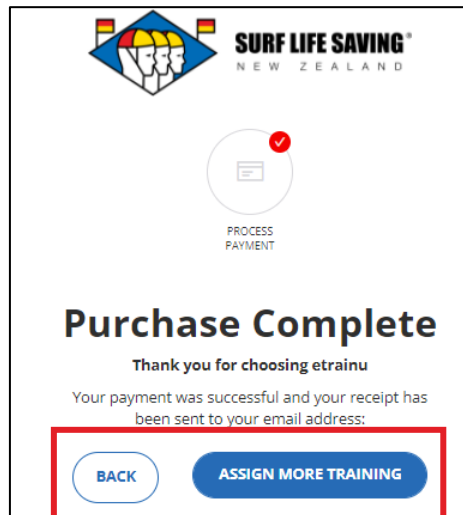 SURF LIFE SAVING®
NEW ZEALAND
PROCESS
PAYMENT
Purchase Complete
Thank you for choosing etrainu
Your payment was successful and your receipt has
been sent to your email address:
BACK ASSIGN MORE TRAINING